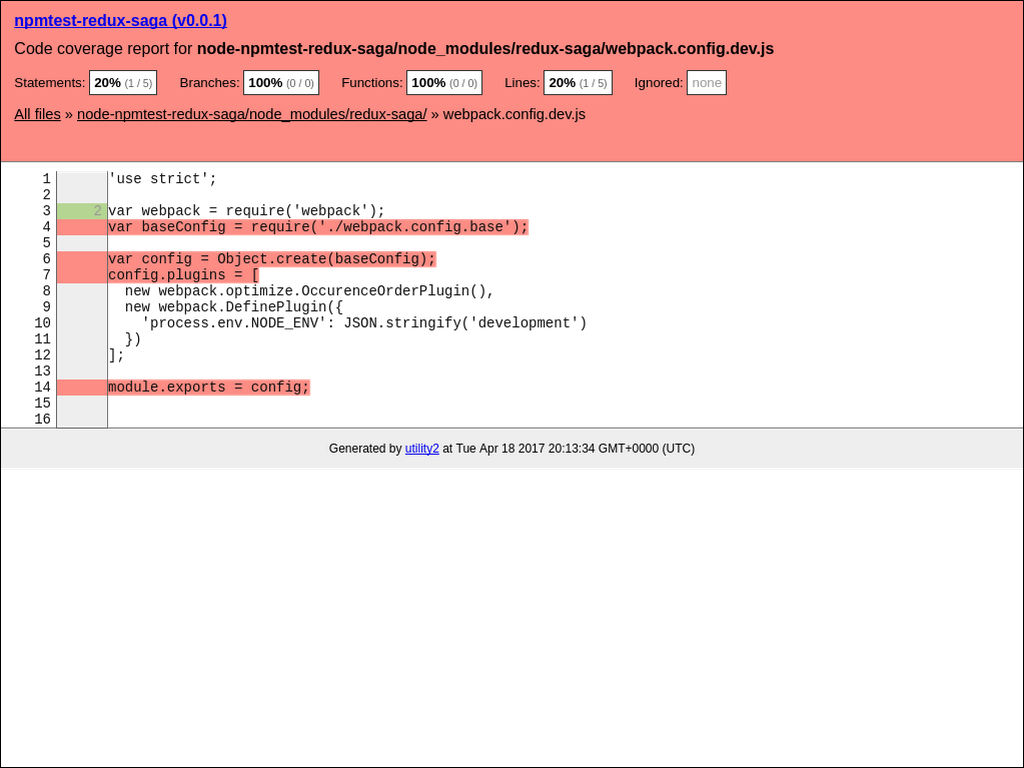 npmtest-redux-saga (v0.0.1)
Code coverage report for node-npmtest-redux-saga/node_modules/redux-saga/webpack.config.dev.js
Statements: 20% (1 / 5) Branches: 100% (0 / 0) Functions: 100% (0 / 0) Lines: 20% (1 / 5) Ignored: none
All files » node-npmtest-redux-saga/node_modules/redux-saga/ » webpack.config.dev.js
1 'use strict';
2
3 2 var webpack = require('webpack');
4 var baseConfig = require('./webpack.config.base');
5
6 var config = Object.create(baseConfig);
7 config.plugins = [
8   new webpack.optimize.OccurenceOrderPlugin(),
9   new webpack.DefinePlugin({
10     'process.env.NODE_ENV': JSON.stringify('development')
11   })
12 ];
13
14 module.exports = config;
15
16
Generated by utility2 at Tue Apr 18 2017 20:13:34 GMT+0000 (UTC)